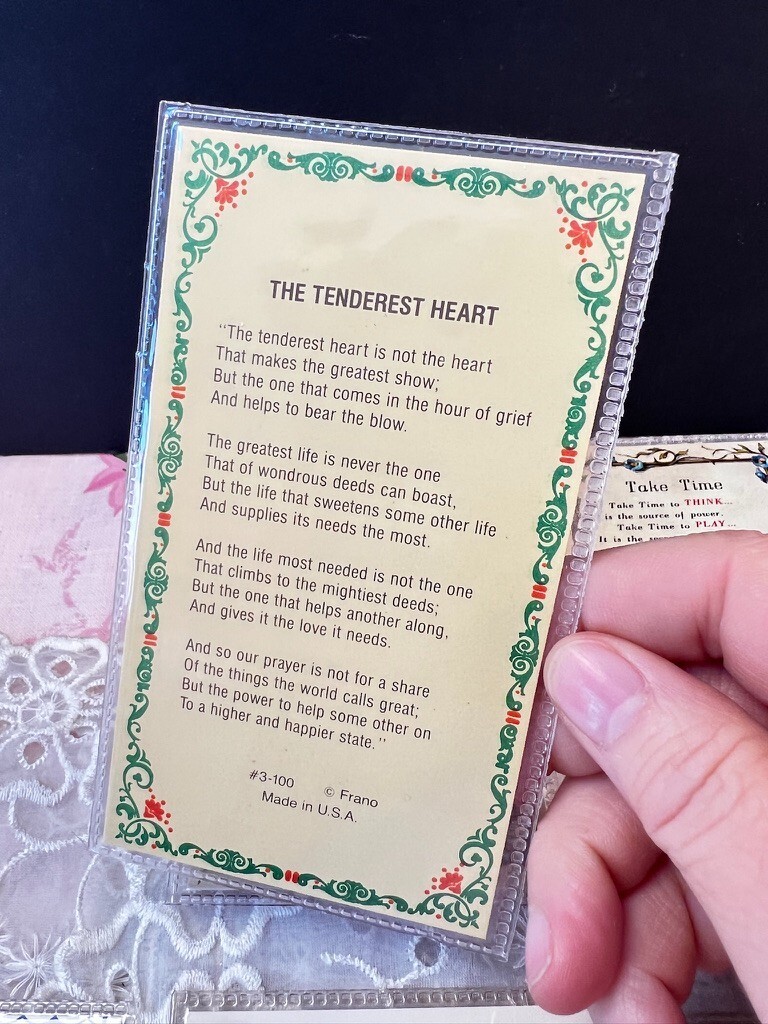 THE TENDEREST HEART
"The tenderest heart is not the heart
That makes the greatest show;
But the one that comes in the hour of grief
And helps to bear the blow.
The greatest life is never the one
That of wondrous deeds can boast,
But the life that sweetens some other life
And supplies its needs the most.
And the life most needed is not the one
That climbs to the mightiest deeds;
But the one that helps another along,
And gives it the love it needs.
And so our prayer is not for a share
Of the things the world calls great;
But the power to help some other on
To a higher and happier state."
#3-100 © Frano
Made in U.S.A.
Take Time
Take Time to THINK...
is the source of power.
Take Time to PLAY...
It is the